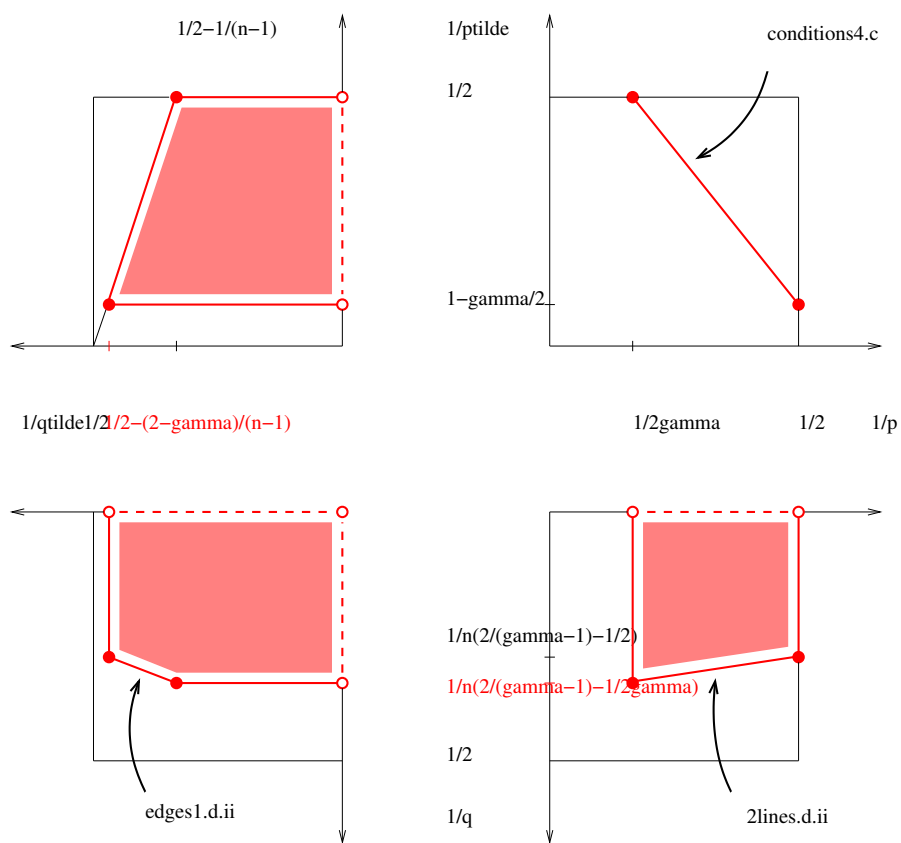 1/2−1/(n−1)
1/ptilde
conditions4.c
1/2
1−gamma/2
1/qtilde
1/2
1/2−(2−gamma)/(n−1)
1/2gamma
1/2
1/p
1/n(2/(gamma−1)−1/2)
1/n(2/(gamma−1)−1/2gamma)
1/2
edges1.d.ii
1/q
2lines.d.ii